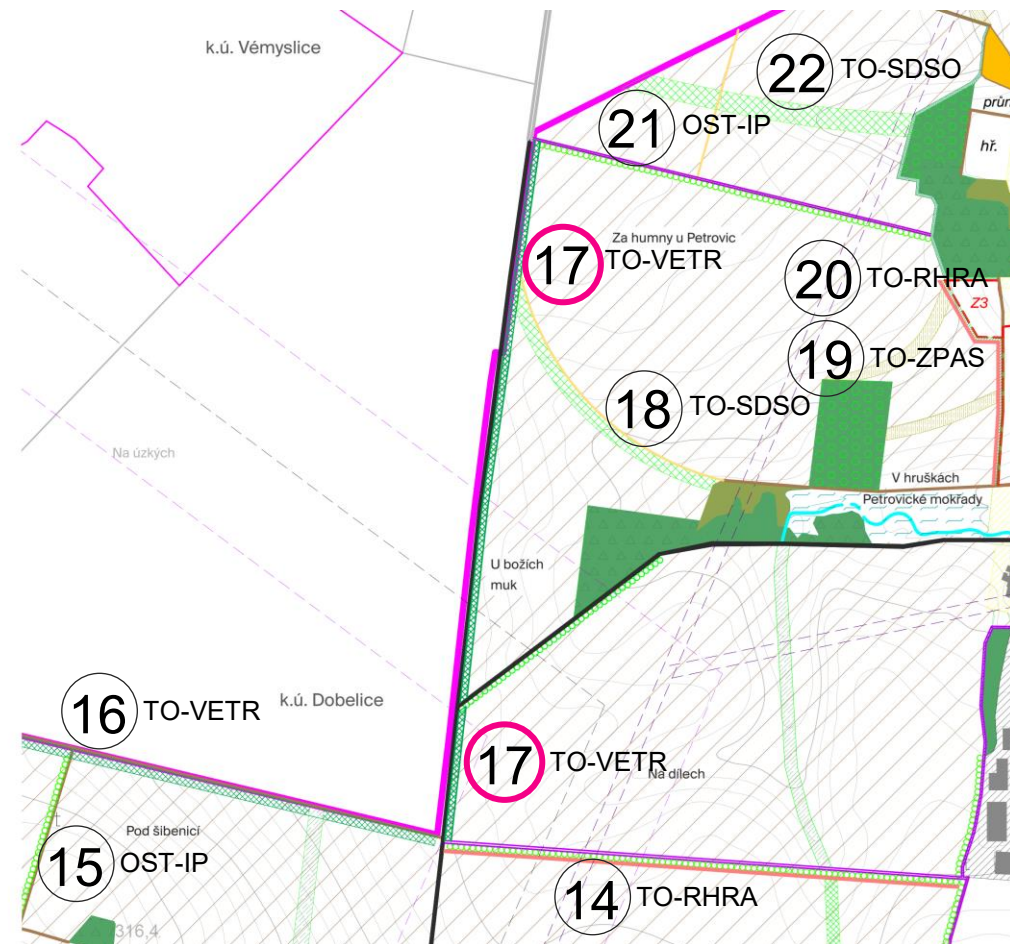 k.ú. Vémyslice
22 TO-SDSO
průr
21 OST-IP
hř.
Za humny u Petrovic
17 TO-VETR
20 TO-RHRA
Z3
19 TO-ZPAS
18 TO-SDSO
Na úzkých
V hruškách
Petrovické mokřady
U božích
muk
k.ú. Dobelice
16 TO-VETR
17 TO-VETR
Na dílech
Pod šibenicí
15 OST-IP
14 TO-RHRA
316,4